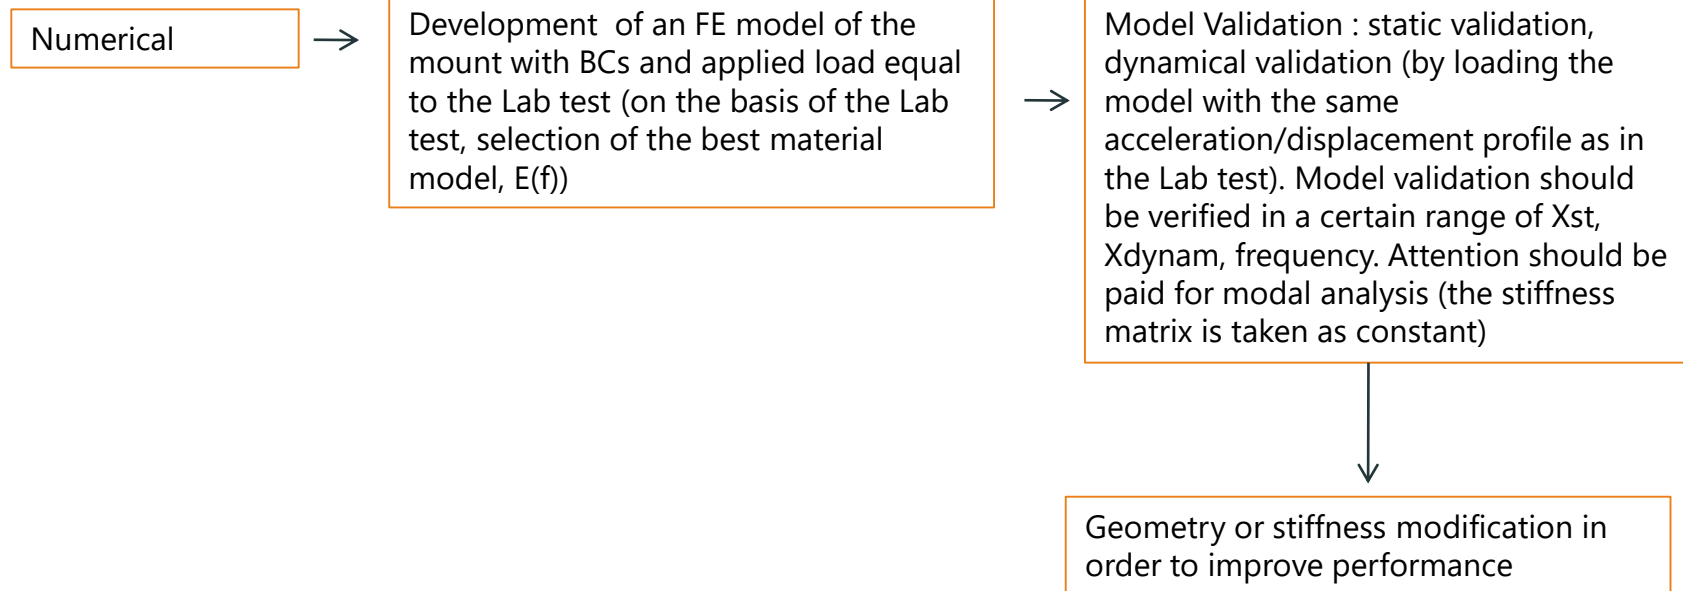 Numerical
Development  of an FE model of the
mount with BCs and applied load equal
to the Lab test (on the basis of the Lab
test, selection of the best material
model, E(f))
Model Validation : static validation,
dynamical validation (by loading the
model with the same
acceleration/displacement profile as in
the Lab test). Model validation should
be verified in a certain range of Xst,
Xdynam, frequency. Attention should be
paid for modal analysis (the stiffness
matrix is taken as constant)
Geometry or stiffness modification in
order to improve performance